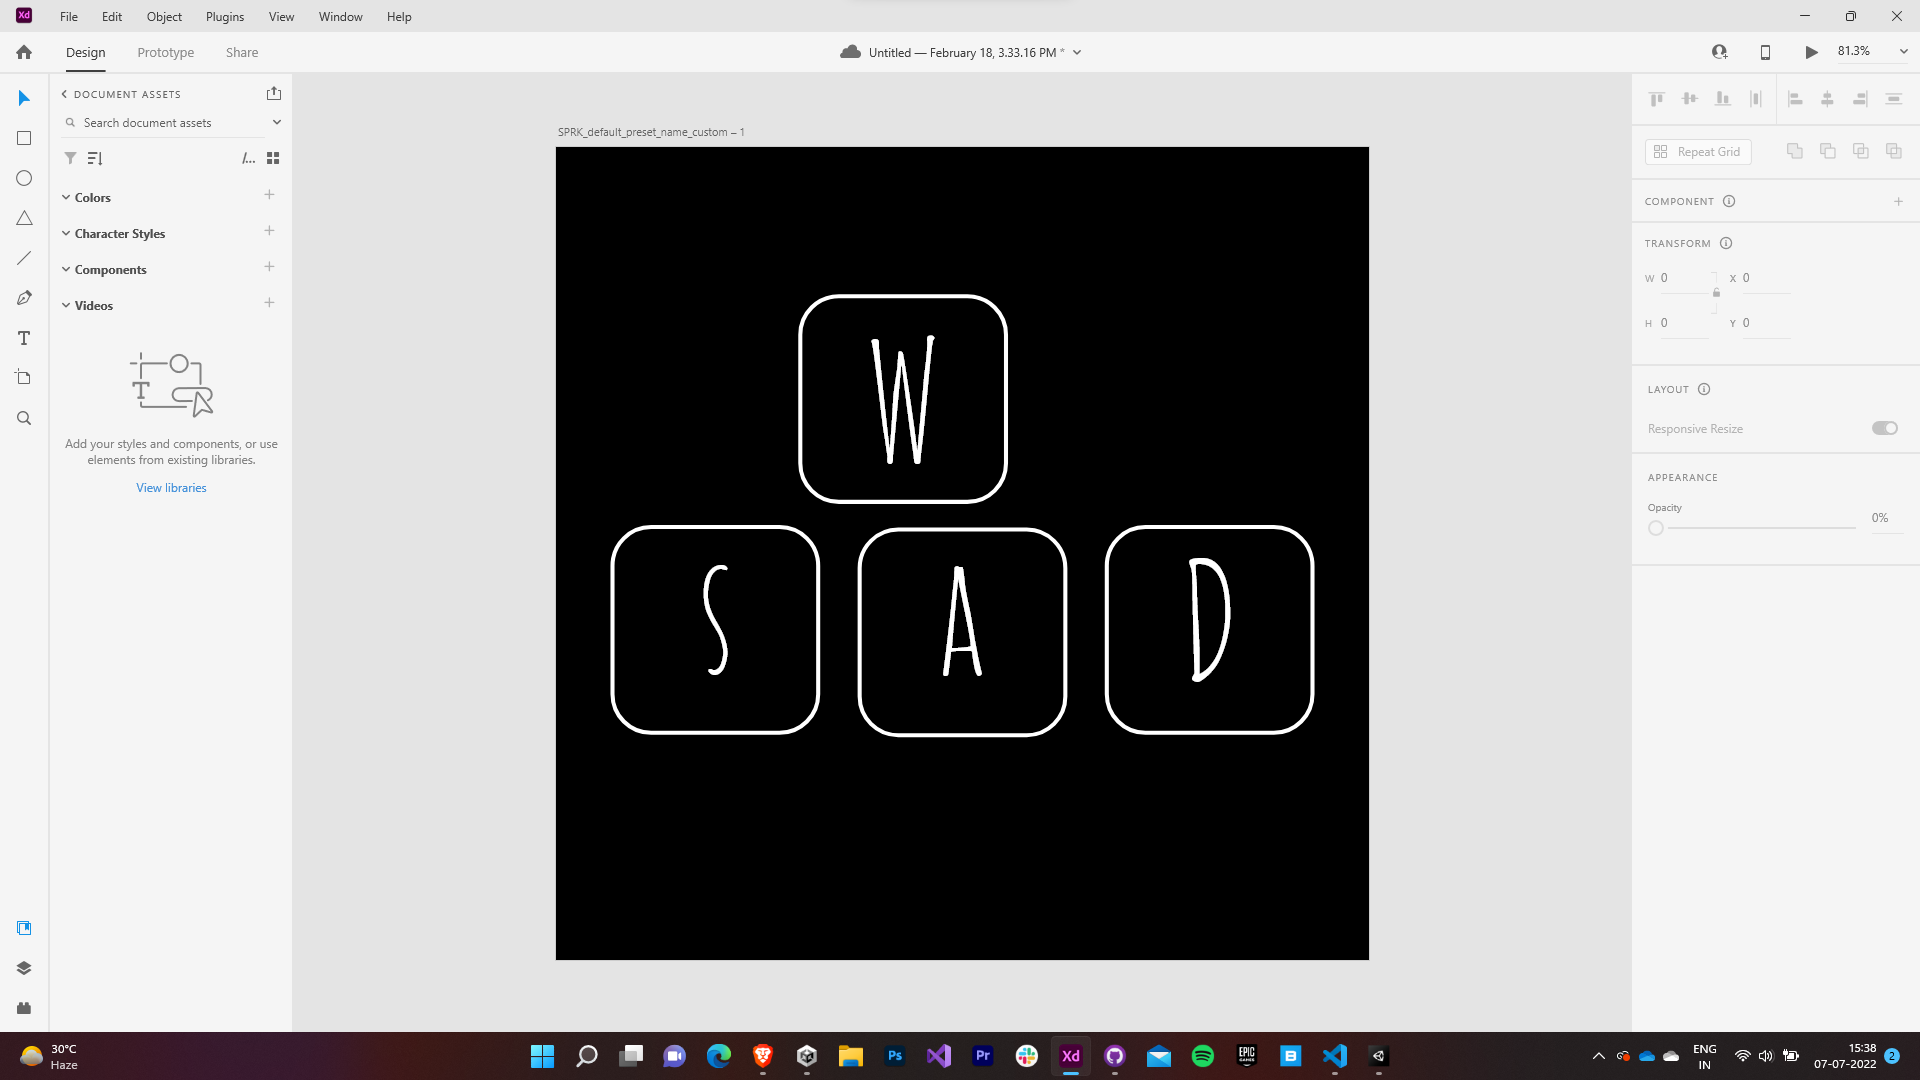 Xd File Edit Object Plugins View Window Help
Design Prototype Share
Untitled — February 18, 3.33.16 PM *
81.3%
DOCUMENT ASSETS
Search document assets
/...
Colors
Character Styles
Components
Videos
Add your styles and components, or use
elements from existing libraries.
View libraries
SPRK_default_preset_name_custom – 1
W
S A D
Repeat Grid
COMPONENT
TRANSFORM
W 0 X 0
H 0 Y 0
LAYOUT
Responsive Resize
APPEARANCE
Opacity
0%
30°C
Haze
Ps
Pr
Xd
EPIC
GAMES
B
ENG
IN
15:38
07-07-2022
2